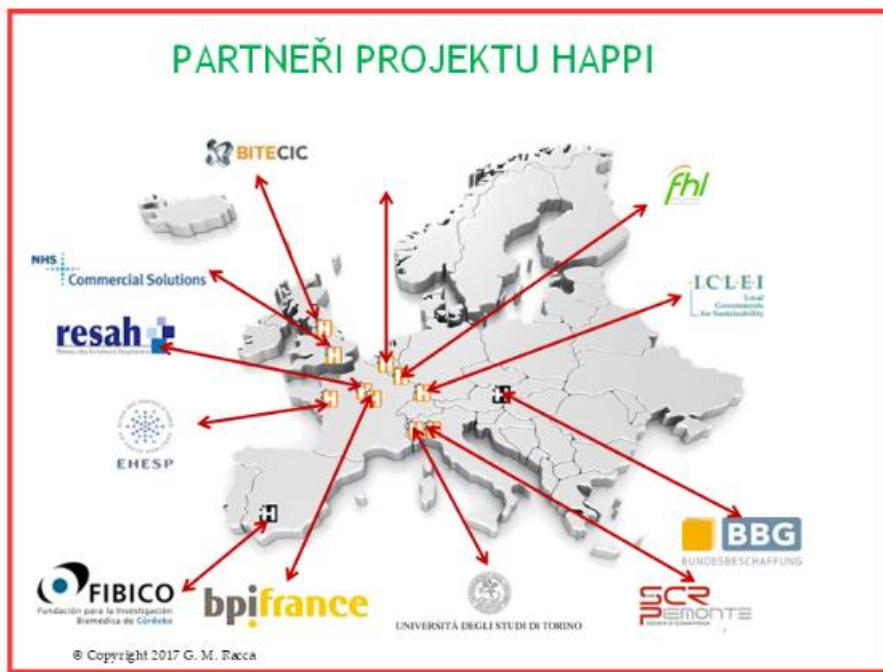 PARTNEŘI PROJEKTU HAPPI
BITECIC
fhl
NHS
Commercial Solutions
I.C.L.E.I
Local
Governments
for Sustainability
resah
EHESP
BBG
BUNDESBESCHAFFUNG
FIBICO
Fundación para la Investigación
Biomédica de Córdoba
bpifrance
UNIVERSITÀ DEGLI STUDI DI TORINO
SCR
PIEMONTE
© Copyright 2017 G. M. Racca
H
H
H
H
H
H
H
H
H